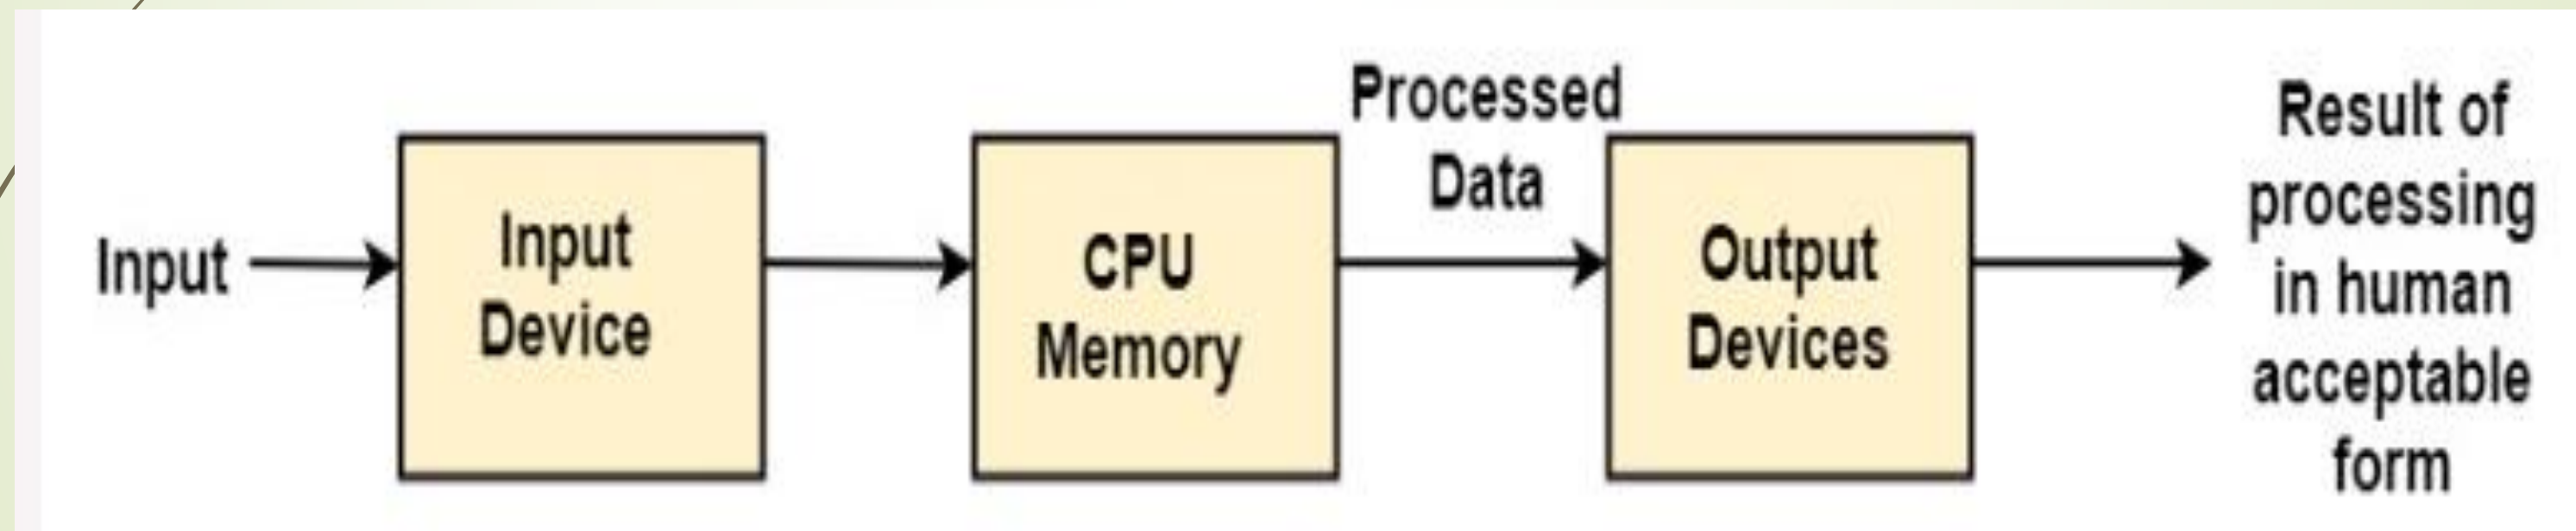 Input
Input
Device
CPU
Memory
Processed
Data
Output
Devices
Result of
processing
in human
acceptable
form